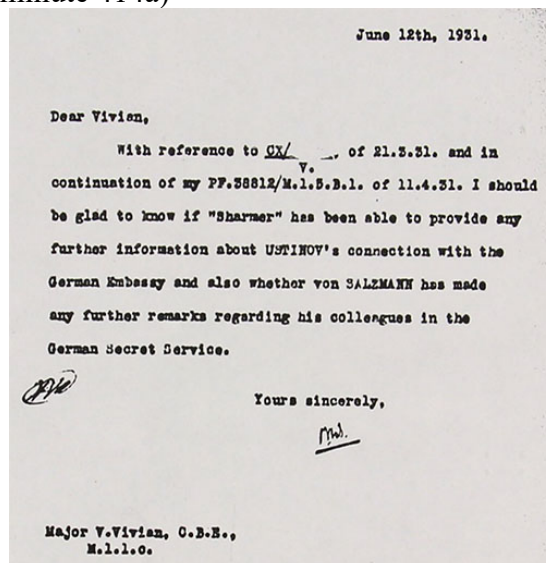 June 12th, 1931.
Dear Vivian,
With reference to CX/
V. , of 21.3.31. and in
continuation of my PF.38812/M.1.5.B.1. of 11.4.31. I should
be glad to know if "Sharmer" has been able to provide any
further information about USTINOV's connection with the
German Embassy and also whether von SALZMANN has made
any further remarks regarding his colleagues in the
German Secret Service.
Yours sincerely,
Major V.Vivian, C.B.E.,
M.1.1.c.